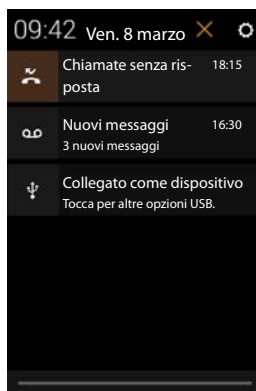 09:42 Ven. 8 marzo
Chiamate senza ris- 18:15
posta
Nuovi messaggi 16:30
3 nuovi messaggi
Collegato come dispositivo
Tocca per altre opzioni USB.